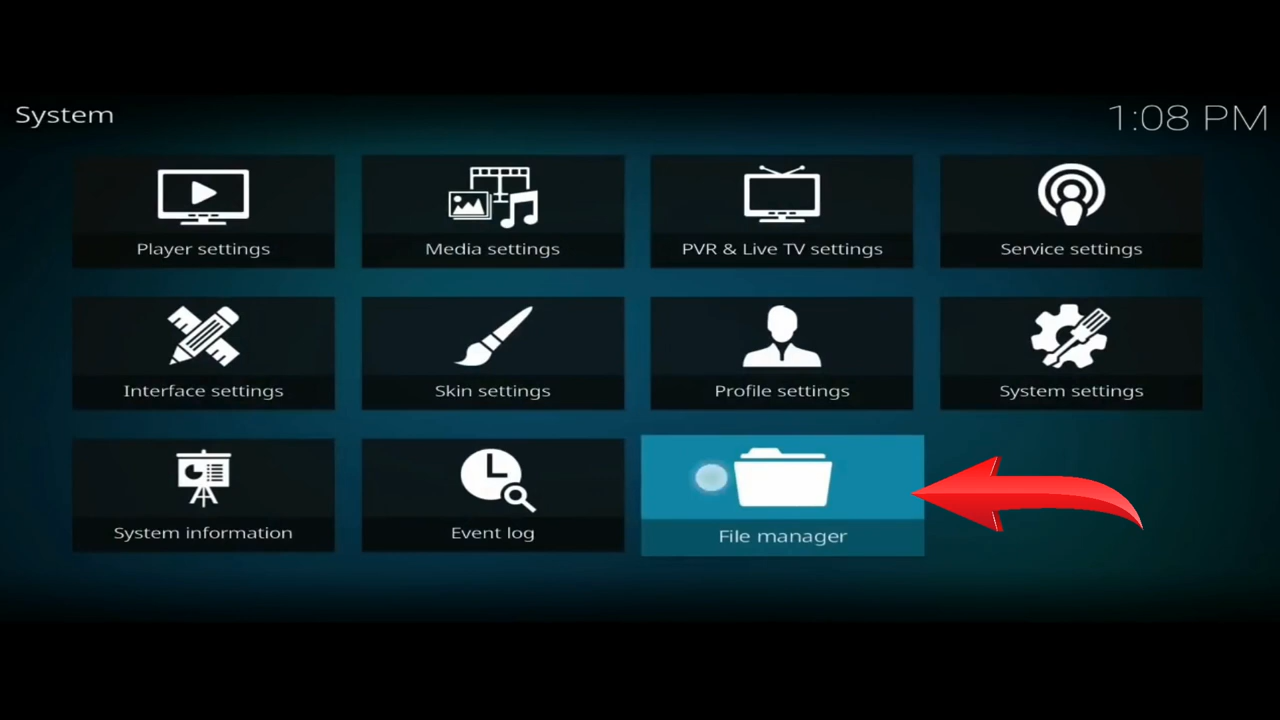 System
1:08 PM
Player settings
Media settings
PVR & Live TV settings
Service settings
Interface settings
Skin settings
Profile settings
System settings
System information
Event log
File manager